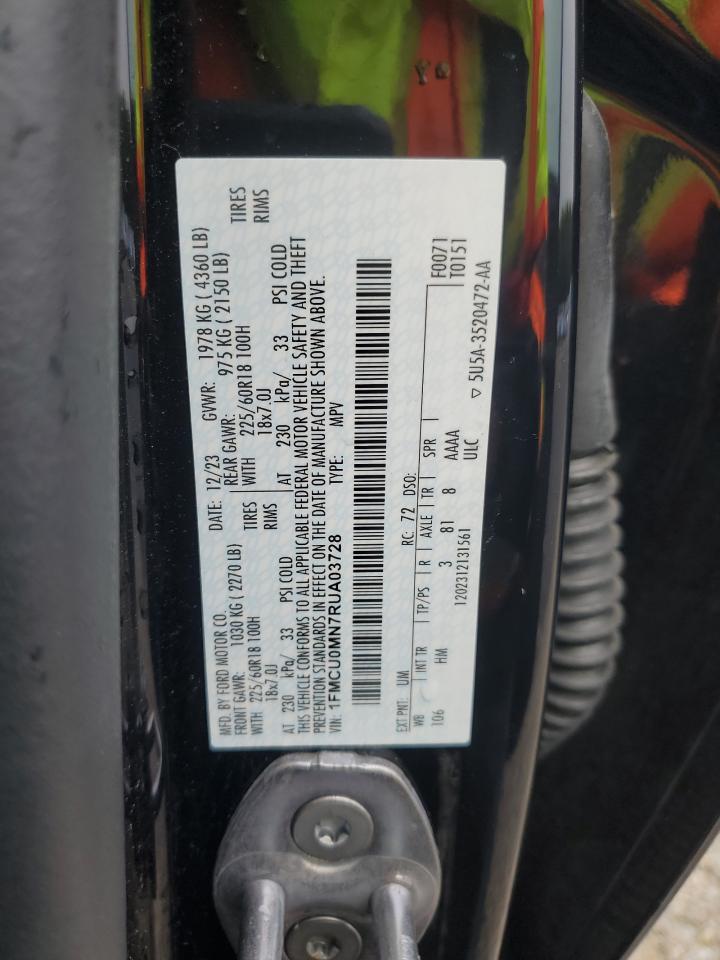 MFD. BY FORD MOTOR CO. DATE: 12/23 GVWR: 1978 KG ( 4360 LB)
FRONT GAWR: 1030 KG ( 2270 LB) REAR GAWR: 975 KG ( 2150 LB)
WITH 225/60R18 100H TIRES WITH 225/60R18 100H TIRES
18x7.0J RIMS 18x7.0J RIMS
AT 230 kPa/ 33 PSI COLD AT 230 kPa/ 33 PSI COLD
THIS VEHICLE CONFORMS TO ALL APPLICABLE FEDERAL MOTOR VEHICLE SAFETY AND THEFT
PREVENTION STANDARDS IN EFFECT ON THE DATE OF MANUFACTURE SHOWN ABOVE.
VIN: 1FMCU0MN7RUA03728 TYPE: MPV
EXT PNT: UM RC: 72 DSO: F0071
WB INT TR TP/PS R AXLE TR SPR T0151
106 HM 3 81 8 AAAA
ULC
1202312131561 ▽ 5U5A-3520472-AA